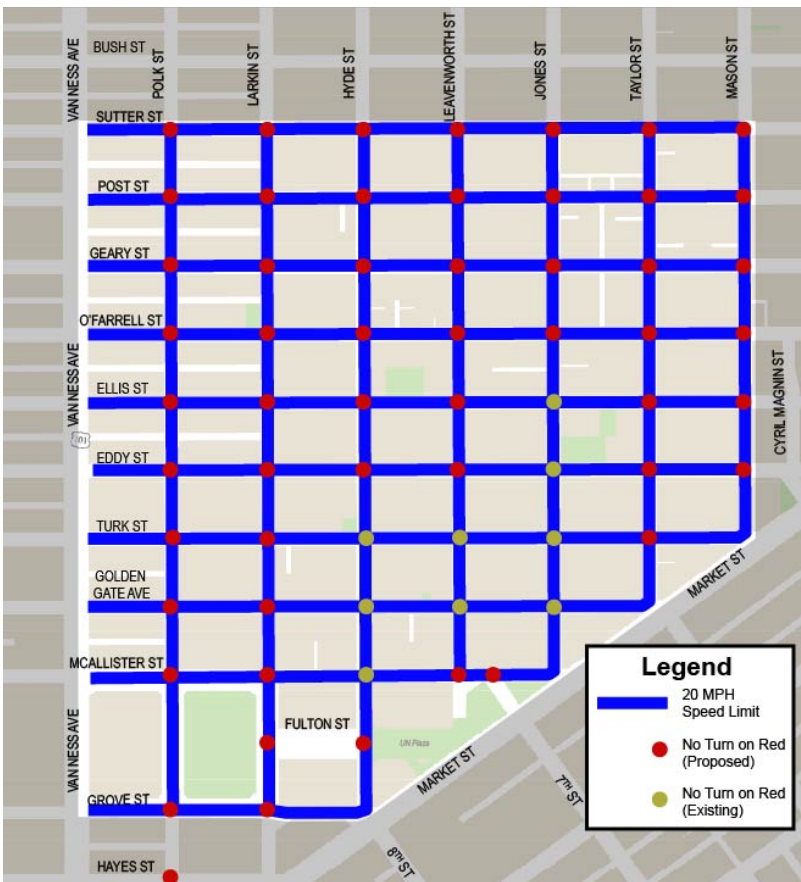 VAN NESS AVE
BUSH ST
POLK ST
LARKIN ST
HYDE ST
LEAVENWORTH ST
JONES ST
TAYLOR ST
MASON ST
SUTTER ST
POST ST
GEARY ST
O'FARRELL ST
VAN NESS AVE
ELLIS ST
CYRIL MAGNIN ST
101
EDDY ST
TURK ST
GOLDEN
GATE AVE
MARKET ST
MCALLISTER ST
Legend
20 MPH
Speed Limit
No Turn on Red
(Proposed)
No Turn on Red
(Existing)
FULTON ST
UN Plaza
VAN NESS AVE
MARKET ST
7TH ST
GROVE ST
8TH ST
HAYES ST